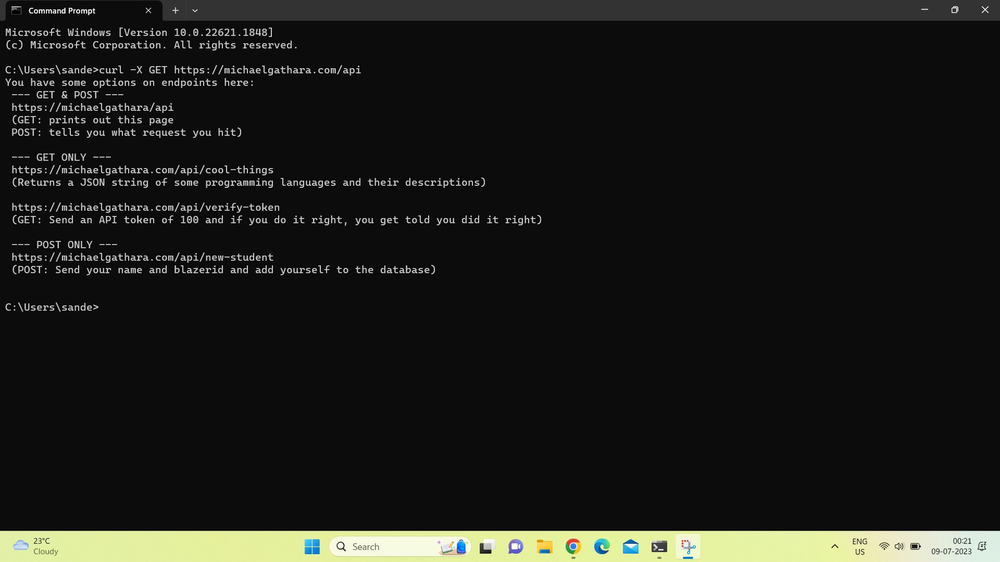 Command Prompt
Microsoft Windows [Version 10.0.22621.1848]
(c) Microsoft Corporation. All rights reserved.
C:\Users\sande>curl -X GET https://michaelgathara.com/api
You have some options on endpoints here:
--- GET & POST ---
https://michaelgathara/api
(GET: prints out this page
POST: tells you what request you hit)
--- GET ONLY ---
https://michaelgathara.com/api/cool-things
(Returns a JSON string of some programming languages and their descriptions)
https://michaelgathara.com/api/verify-token
(GET: Send an API token of 100 and if you do it right, you get told you did it right)
--- POST ONLY ---
https://michaelgathara.com/api/new-student
(POST: Send your name and blazerid and add yourself to the database)
C:\Users\sande>
23°C
Cloudy
Search
ENG
US
00:21
09-07-2023